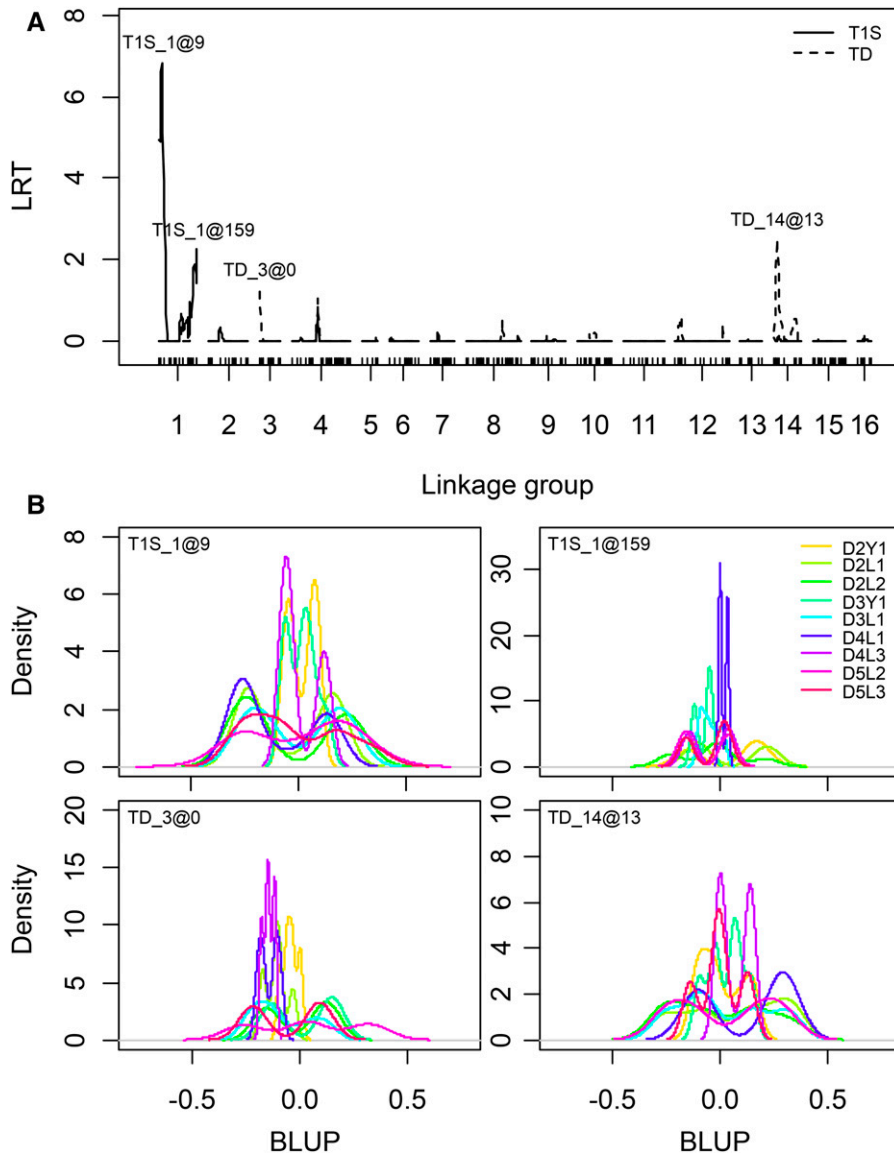 A
T1S_1@9
T1S_1@159
TD_3@0
TD_14@13
T1S
TD
LRT
8
6
4
2
0
1 2 3 4 5 6 7 8 9 10 11 12 13 14 15 16
Linkage group
B
T1S_1@9
Density
8
6
4
2
0
T1S_1@159
30
20
10
0
D2Y1
D2L1
D2L2
D3Y1
D3L1
D4L1
D4L3
D5L2
D5L3
TD_3@0
Density
20
15
10
5
0
-0.5 0.0 0.5
BLUP
TD_14@13
10
8
6
4
2
0
-0.5 0.0 0.5
BLUP